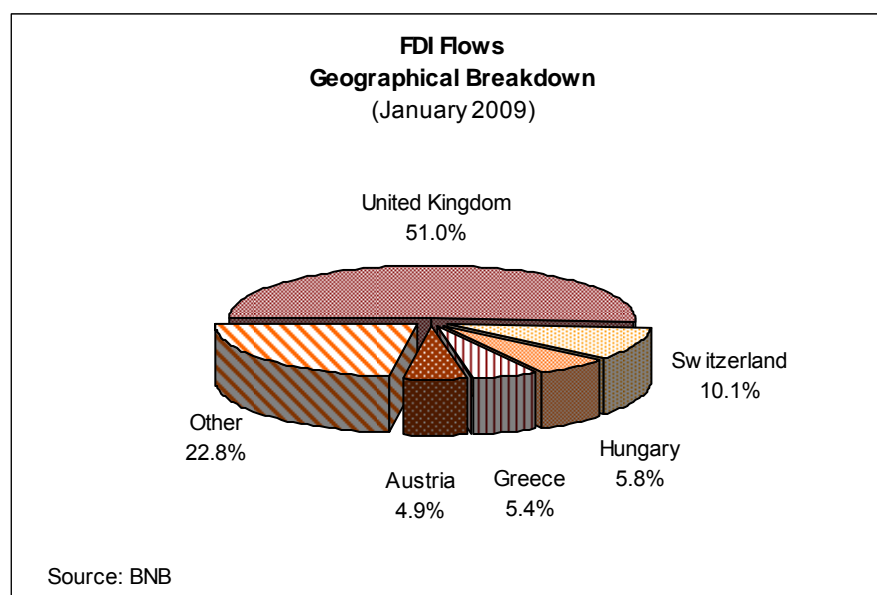 FDI Flows
Geographical Breakdown
(January 2009)
United Kingdom
51.0%
Switzerland
10.1%
Hungary
5.8%
Greece
5.4%
Austria
4.9%
Other
22.8%
Source: BNB